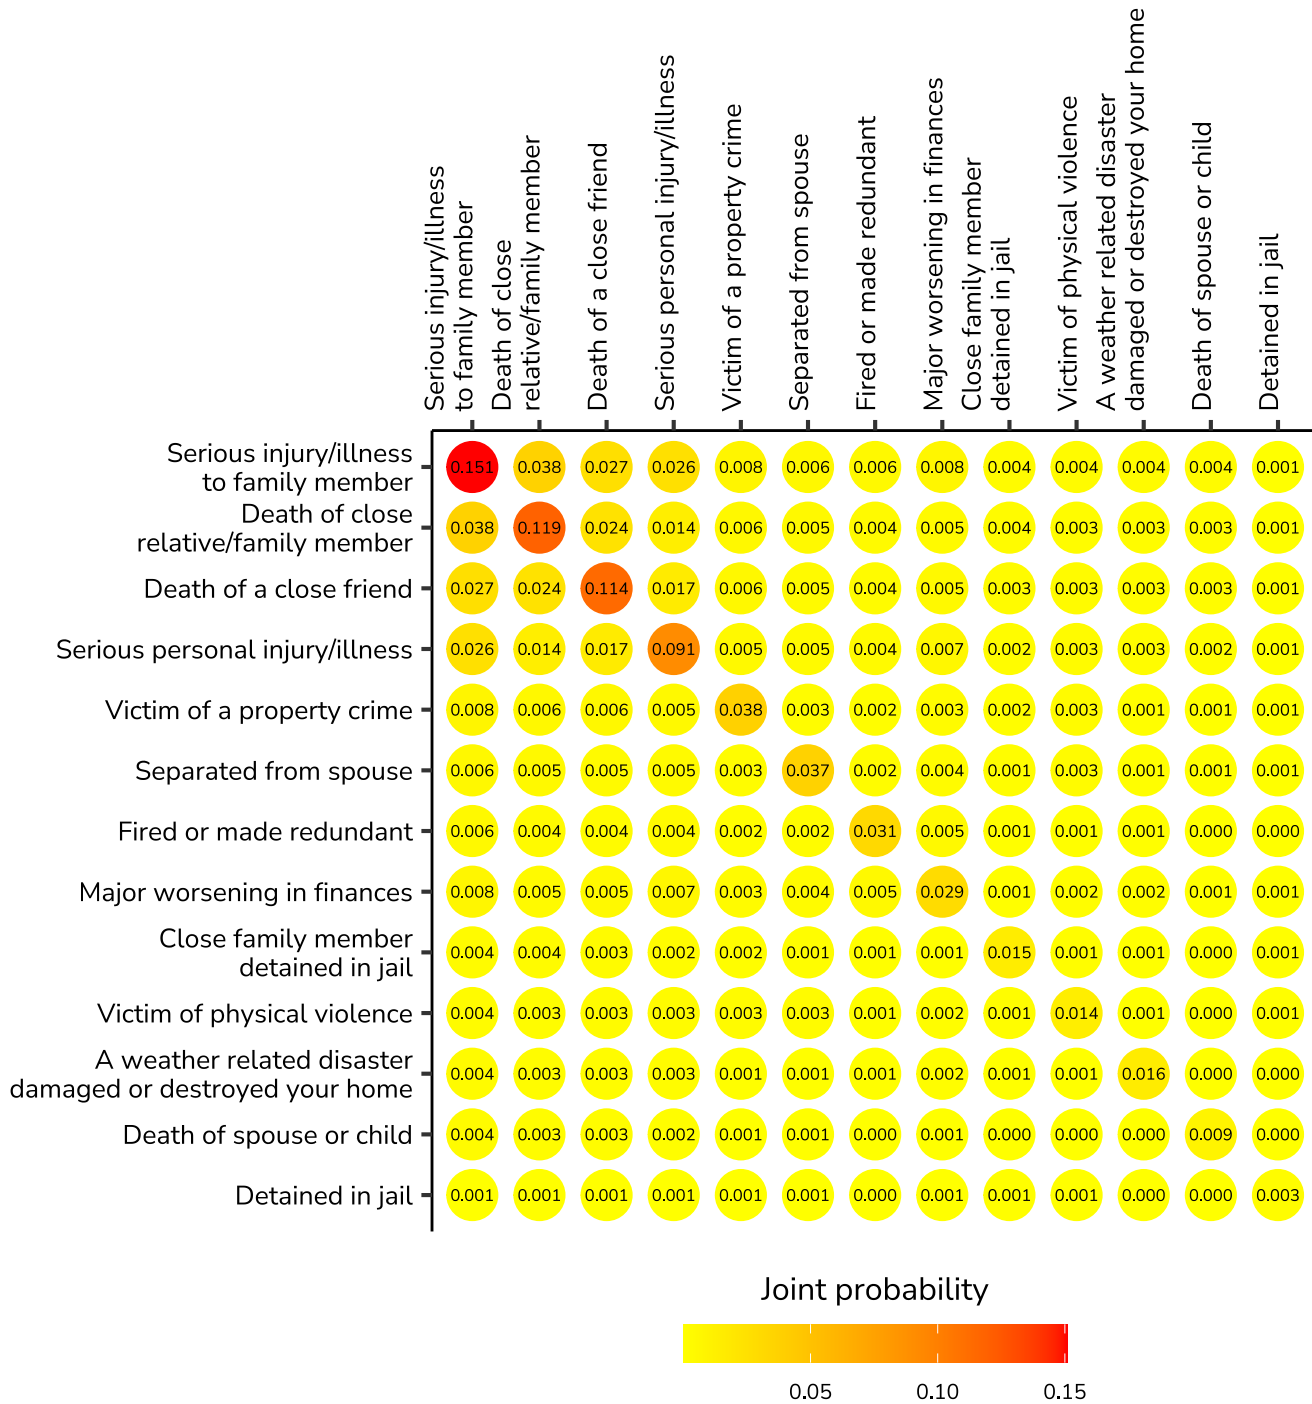 Serious injury/illness
to family member
Death of close
relative/family member
Death of a close friend
Serious personal injury/illness
Victim of a property crime
Separated from spouse
Fired or made redundant
Major worsening in finances
Close family member
detained in jail
Victim of physical violence
A weather related disaster
damaged or destroyed your home
Death of spouse or child
Detained in jail
Serious injury/illness
to family member
0.151 0.038 0.027 0.026 0.008 0.006 0.006 0.008 0.004 0.004 0.004 0.004 0.001
Death of close
relative/family member
0.038 0.119 0.024 0.014 0.006 0.005 0.004 0.005 0.004 0.003 0.003 0.003 0.001
Death of a close friend
0.027 0.024 0.114 0.017 0.006 0.005 0.004 0.005 0.003 0.003 0.003 0.003 0.001
Serious personal injury/illness
0.026 0.014 0.017 0.091 0.005 0.005 0.004 0.007 0.002 0.003 0.003 0.002 0.001
Victim of a property crime
0.008 0.006 0.006 0.005 0.038 0.003 0.002 0.003 0.002 0.003 0.001 0.001 0.001
Separated from spouse
0.006 0.005 0.005 0.005 0.003 0.037 0.002 0.004 0.001 0.003 0.001 0.001 0.001
Fired or made redundant
0.006 0.004 0.004 0.004 0.002 0.002 0.031 0.005 0.001 0.001 0.001 0.000 0.000
Major worsening in finances
0.008 0.005 0.005 0.007 0.003 0.004 0.005 0.029 0.001 0.002 0.002 0.001 0.001
Close family member
detained in jail
0.004 0.004 0.003 0.002 0.002 0.001 0.001 0.001 0.015 0.001 0.001 0.000 0.001
Victim of physical violence
0.004 0.003 0.003 0.003 0.003 0.003 0.001 0.002 0.001 0.014 0.001 0.000 0.001
A weather related disaster
damaged or destroyed your home
0.004 0.003 0.003 0.003 0.001 0.001 0.001 0.002 0.001 0.001 0.016 0.000 0.000
Death of spouse or child
0.004 0.003 0.003 0.002 0.001 0.001 0.000 0.001 0.000 0.000 0.000 0.009 0.000
Detained in jail
0.001 0.001 0.001 0.001 0.001 0.001 0.000 0.001 0.001 0.001 0.000 0.000 0.003
Joint probability
0.05 0.10 0.15